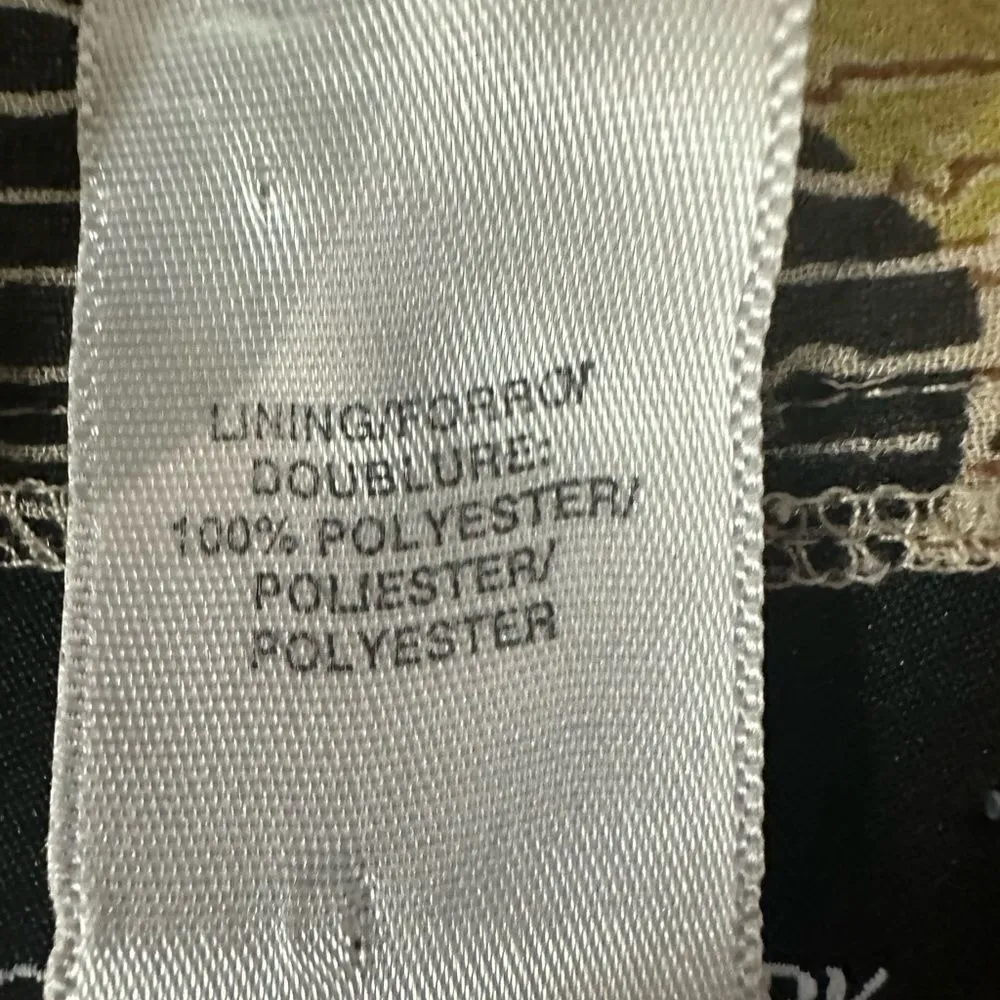 LINING/FORRO/
DOUBLURE:
100% POLYESTER/
POLIESTER/
POLYESTER